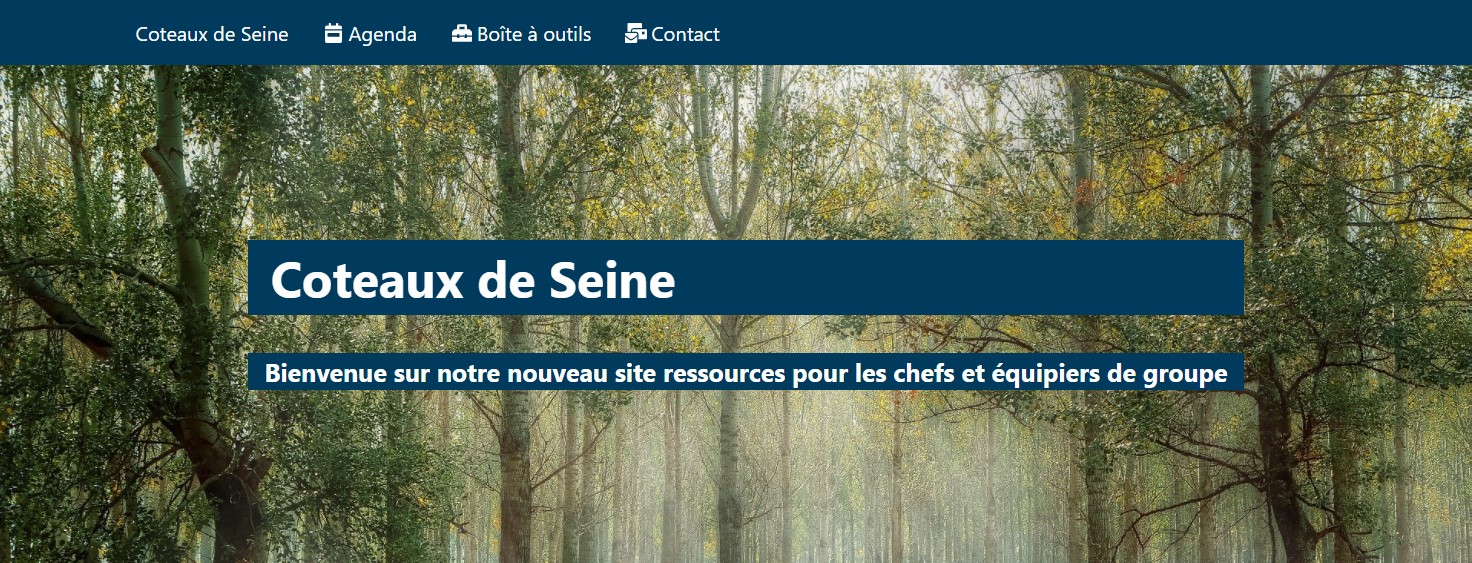 Coteaux de Seine Agenda Boîte à outils Contact
Coteaux de Seine
Bienvenue sur notre nouveau site ressources pour les chefs et équipiers de groupe